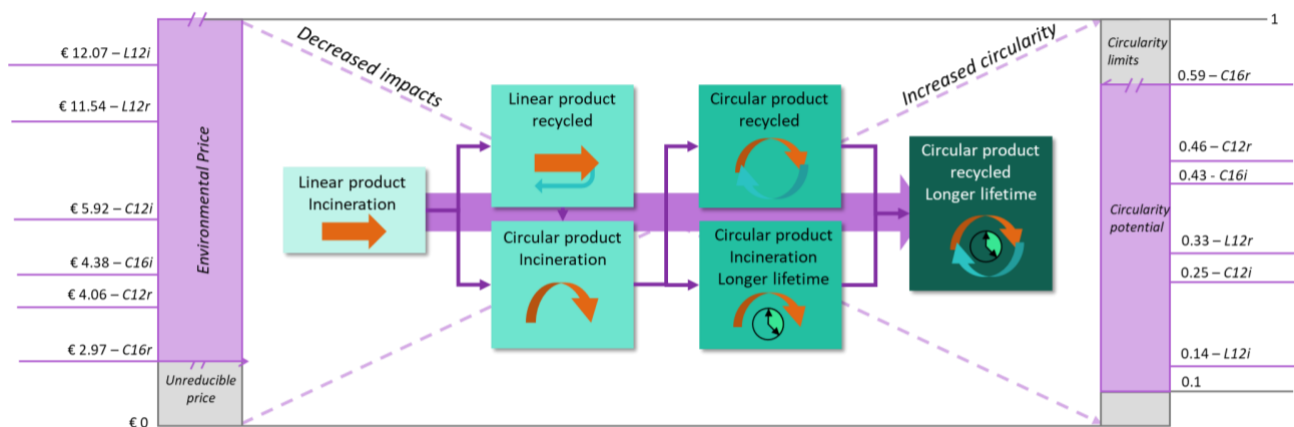 € 12.07 – L12i
€ 11.54 – L12r
€ 5.92 – C12i
€ 4.38 – C16i
€ 4.06 – C12r
€ 2.97 – C16r
€ 0
Environmental Price
Unreducible
price
Decreased impacts
Increased circularity
Linear product
Incineration
Linear product
recycled
Circular product
Incineration
Circular product
recycled
Circular product
Incineration
Longer lifetime
Circular product
recycled
Longer lifetime
Circularity
limits
Circularity
potential
1
0.59 – C16r
0.46 – C12r
0.43 - C16i
0.33 – L12r
0.25 – C12i
0.14 – L12i
0.1